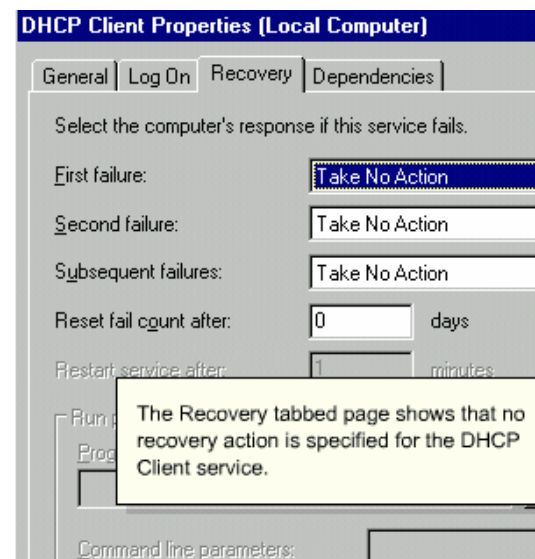 DHCP Client Properties (Local Computer)
General Log On Recovery Dependencies
Select the computer's response if this service fails.
First failure: Take No Action
Second failure: Take No Action
Subsequent failures: Take No Action
Reset fail count after: 0 days
Restart service after: 1 minutes
Run
The Recovery tabbed page shows that no
recovery action is specified for the DHCP
Client service.
Command line parameters: